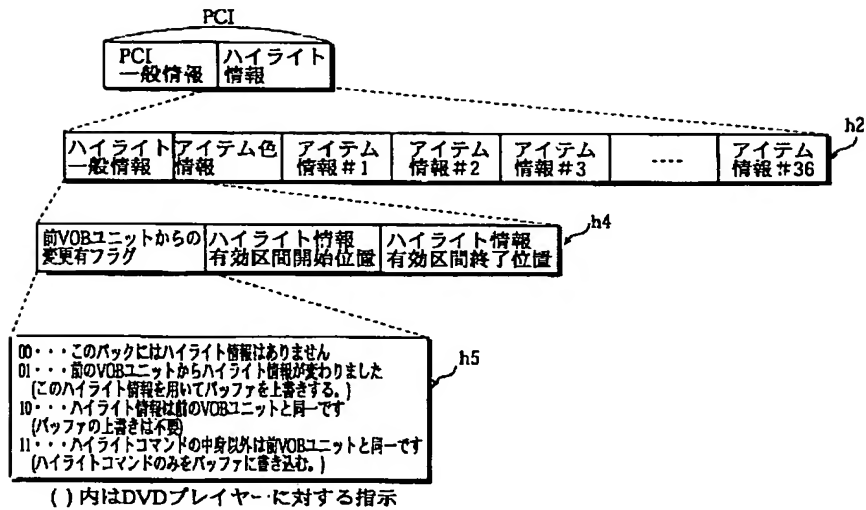 PCI
PCI
一般情報
ハイライト
情報
h2
ハイライト
一般情報
アイテム色
情報
アイテム
情報#1
アイテム
情報#2
アイテム
情報#3
----
アイテム
情報#36
h4
前VOBユニットからの
変更有フラグ
ハイライト情報
有効区間開始位置
ハイライト情報
有効区間終了位置
h5
00・・・このパックにはハイライト情報はありません
01・・・前のVOBユニットからハイライト情報が変わりました
(このハイライト情報を用いてバッファを上書きする。)
10・・・ハイライト情報は前のVOBユニットと同一です
(バッファの上書きは不要)
11・・・ハイライトコマンドの中身以外は前VOBユニットと同一です
(ハイライトコマンドのみをバッファに書き込む。)
( )内はDVDプレイヤーに対する指示